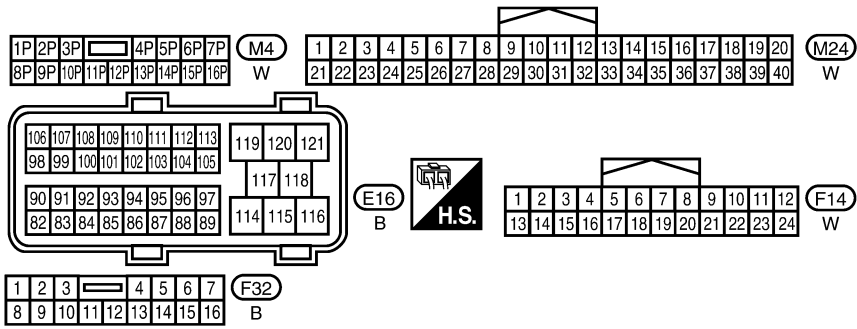 1P 2P 3P 4P 5P 6P 7P M4
8P 9P 10P 11P 12P 13P 14P 15P 16P W
1 2 3 4 5 6 7 8 9 10 11 12 13 14 15 16 17 18 19 20 M24
21 22 23 24 25 26 27 28 29 30 31 32 33 34 35 36 37 38 39 40 W
106 107 108 109 110 111 112 113
98 99 100 101 102 103 104 105
90 91 92 93 94 95 96 97
82 83 84 85 86 87 88 89
119 120 121
117 118
114 115 116
E16
B
H.S.
1 2 3 4 5 6 7 8 9 10 11 12 F14
13 14 15 16 17 18 19 20 21 22 23 24 W
1 2 3 4 5 6 7 F32
8 9 10 11 12 13 14 15 16 B